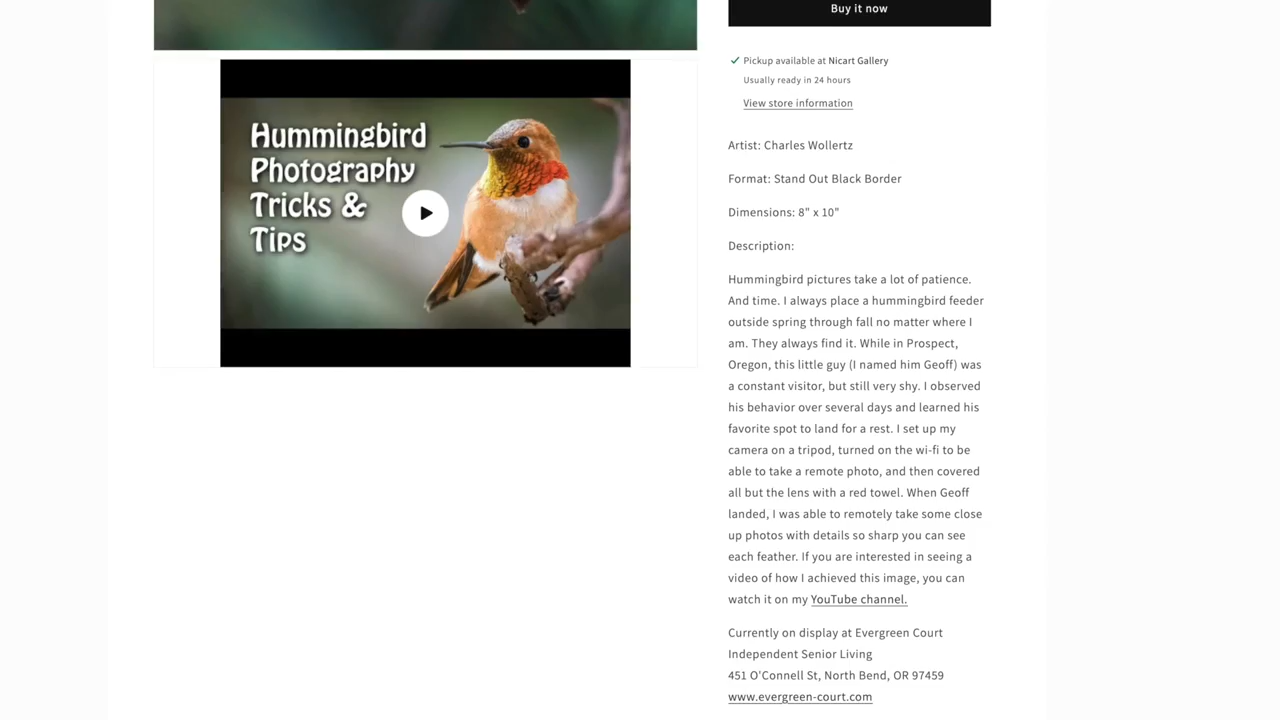 Buy it now
Hummingbird
Photography
Tricks &
Tips
Pickup available at Nicart Gallery
Usually ready in 24 hours
View store information
Artist: Charles Wollertz
Format: Stand Out Black Border
Dimensions: 8" x 10"
Description:
Hummingbird pictures take a lot of patience.
And time. I always place a hummingbird feeder
outside spring through fall no matter where I
am. They always find it. While in Prospect,
Oregon, this little guy (I named him Geoff) was
a constant visitor, but still very shy. I observed
his behavior over several days and learned his
favorite spot to land for a rest. I set up my
camera on a tripod, turned on the wi-fi to be
able to take a remote photo, and then covered
all but the lens with a red towel. When Geoff
landed, I was able to remotely take some close
up photos with details so sharp you can see
each feather. If you are interested in seeing a
video of how I achieved this image, you can
watch it on my YouTube channel.
Currently on display at Evergreen Court
Independent Senior Living
451 O'Connell St, North Bend, OR 97459
www.evergreen-court.com